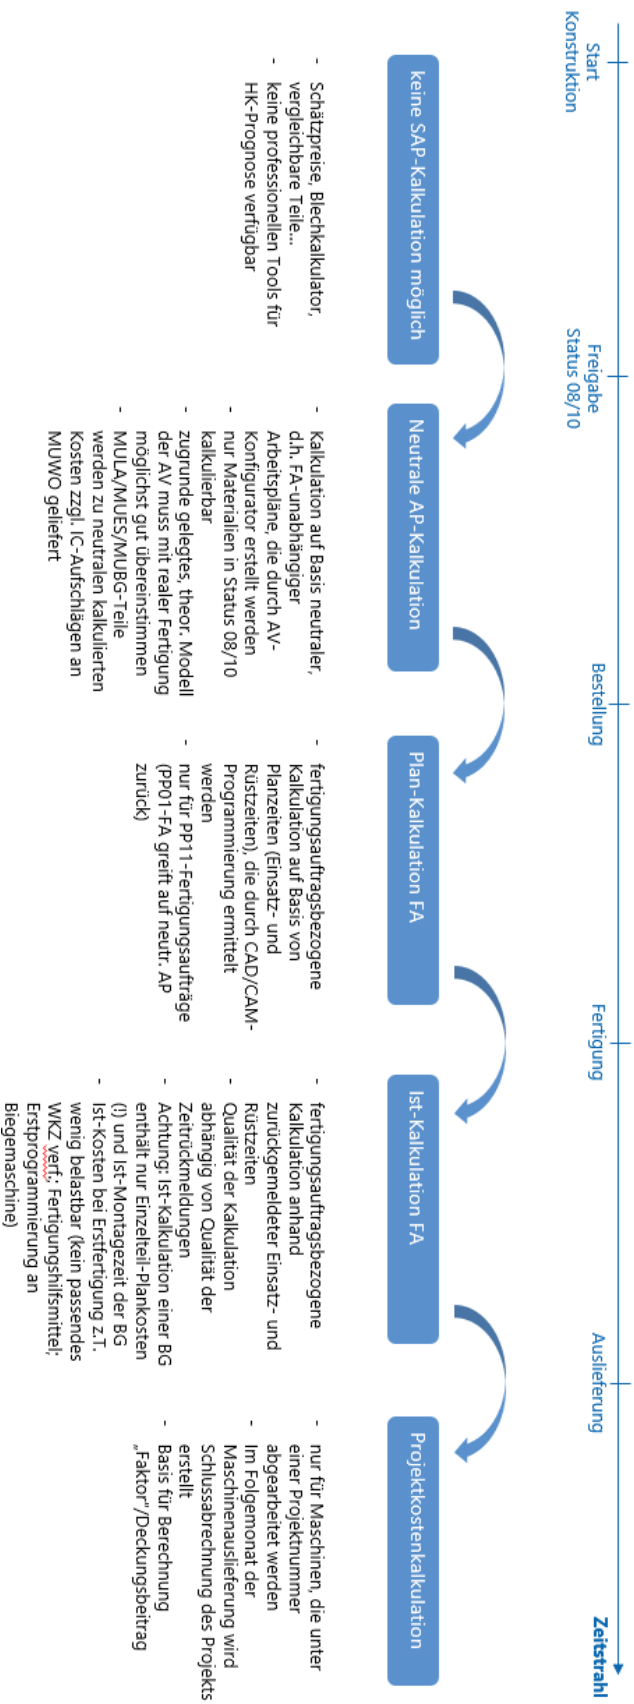 Start
Konstruktion
Freigabe
Status 08/10
Bestellung
Fertigung
Auslieferung
Zeitstrahl
keine SAP-Kalkulation möglich
Neutrale AP-Kalkulation
Plan-Kalkulation FA
Ist-Kalkulation FA
Projektkostenkalkulation
- Schätzpreise, Blechkalkulator,
vergleichbare Teile...
- keine professionellen Tools für
HK-Prognose verfügbar
- Kalkulation auf Basis neutraler,
d.h. FA-unabhängiger
Arbeitspläne, die durch AV-
Konfigurator erstellt werden
- nur Materialien in Status 08/10
kalkulierbar
- zugrunde gelegtes, theor. Modell
der AV muss mit realer Fertigung
möglichst gut übereinstimmen
- MULA/MUES/MUBG-Teile
werden zu neutralen kalkulierten
Kosten zzgl. IC-Aufschlägen an
MUWO geliefert
- fertigungsauftragsbezogene
Kalkulation auf Basis von
Planzeiten (Einsatz- und
Rüstzeiten), die durch CAD/CAM-
Programmierung ermittelt
werden
- nur für PP11-Fertigungsaufträge
(PP01-FA greift auf neutr. AP
zurück)
- fertigungsauftragsbezogene
Kalkulation anhand
zurückgemeldeter Einsatz- und
Rüstzeiten
- Qualität der Kalkulation
abhängig von Qualität der
Zeitrückmeldungen
- Achtung: Ist-Kalkulation einer BG
enthält nur Einzelteil-Plankosten
(!) und Ist-Montagezeit der BG
- Ist-Kosten bei Erstfertigung z.T.
wenig belastbar (kein passendes
WKZ verf.; Fertigungshilfsmittel;
Erstprogrammierung an
Biegemaschine)
- nur für Maschinen, die unter
einer Projektnummer
abgearbeitet werden
- Im Folgemonat der
Maschinenauslieferung wird
Schlussabrechnung des Projekts
erstellt
- Basis für Berechnung
„Faktor"/Deckungsbeitrag